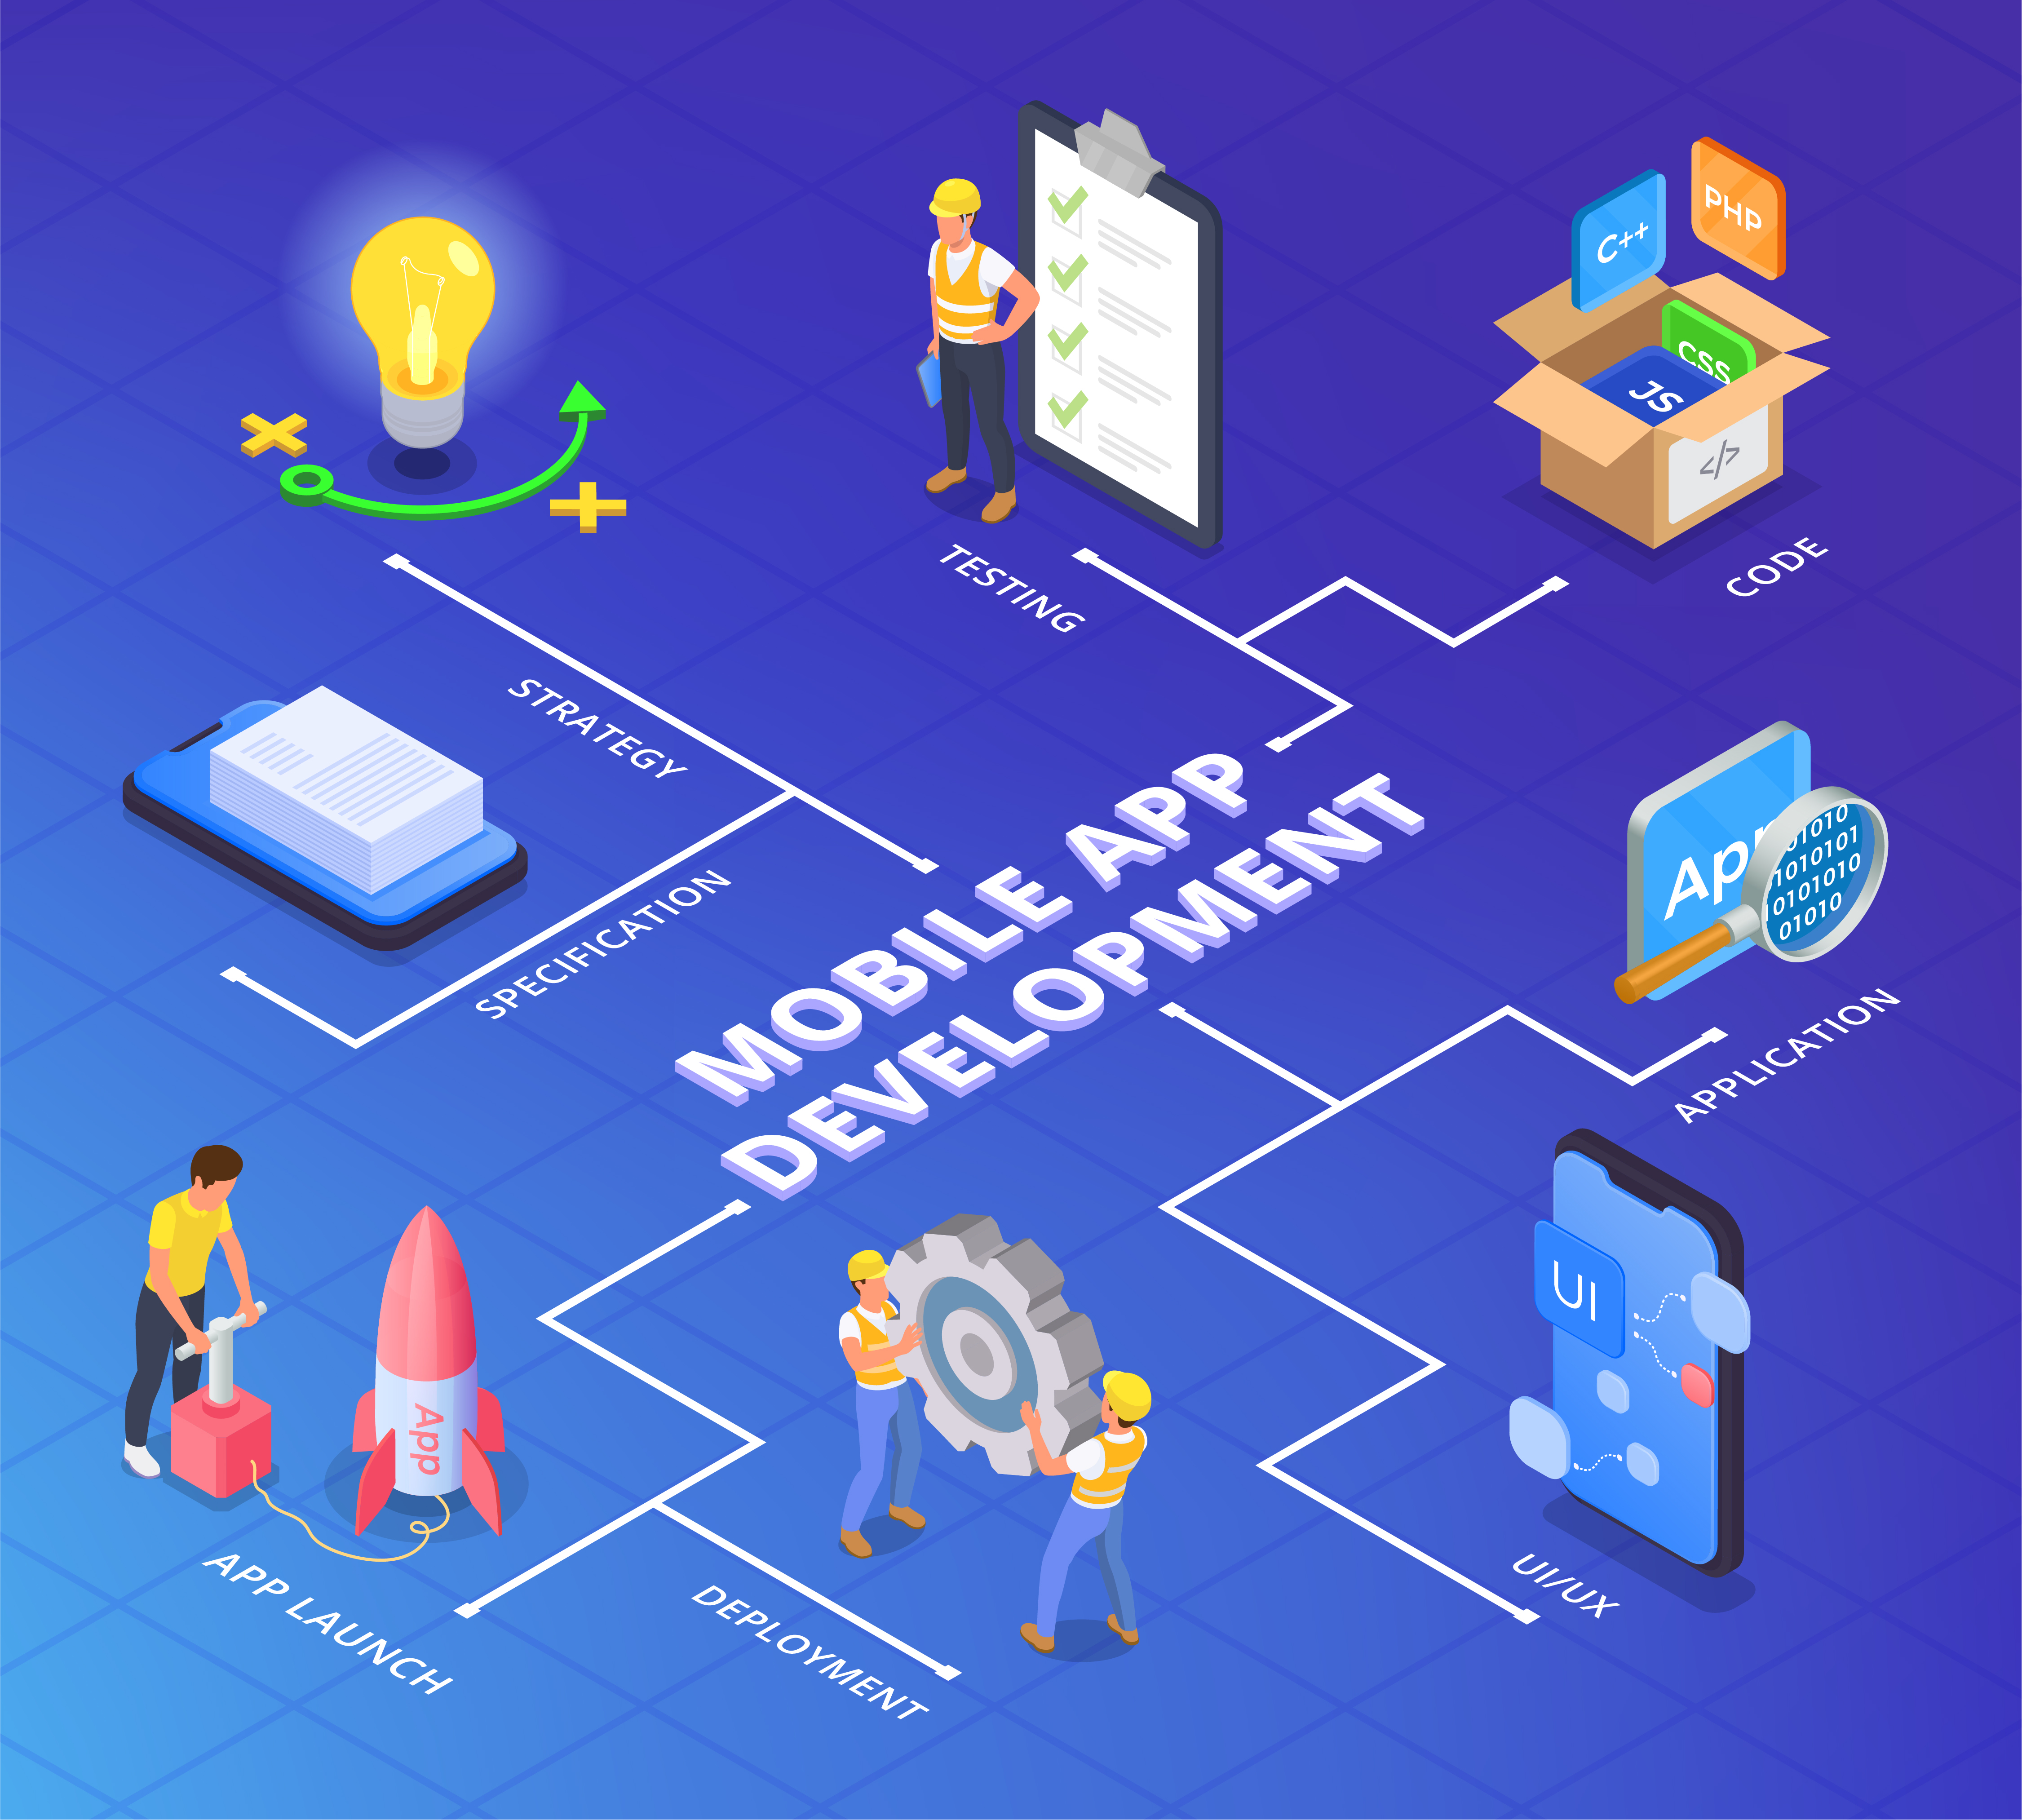 C++
PHP
CSS
JS
</>
TESTING
CODE
STRATEGY
SPECIFICATION
MOBILE APP
DEVELOPMENT
App
01010
1010101
10101010
01010
APPLICATION
UI
UI/UX
App
APP LAUNCH
DEPLOYMENT